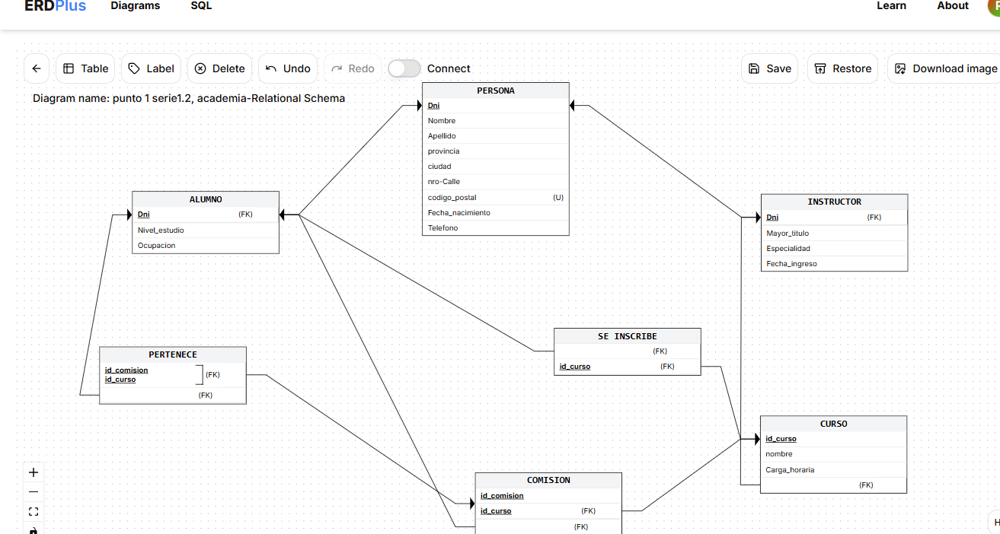 ERDPlus Diagrams SQL Learn About
Table Label Delete Undo Redo Connect Save Restore Download image
Diagram name: punto 1 serie1.2, academia-Relational Schema
PERSONA
Dni
Nombre
Apellido
provincia
ciudad
nro-Calle
codigo_postal (U)
Fecha_nacimiento
Telefono
ALUMNO
Dni (FK)
Nivel_estudio
Ocupacion
INSTRUCTOR
Dni (FK)
Mayor_titulo
Especialidad
Fecha_ingreso
SE INSCRIBE
(FK)
id_curso (FK)
PERTENECE
id_comision
id_curso
(FK)
(FK)
CURSO
id_curso
nombre
Carga_horaria
(FK)
COMISION
id_comision
id_curso (FK)
(FK)